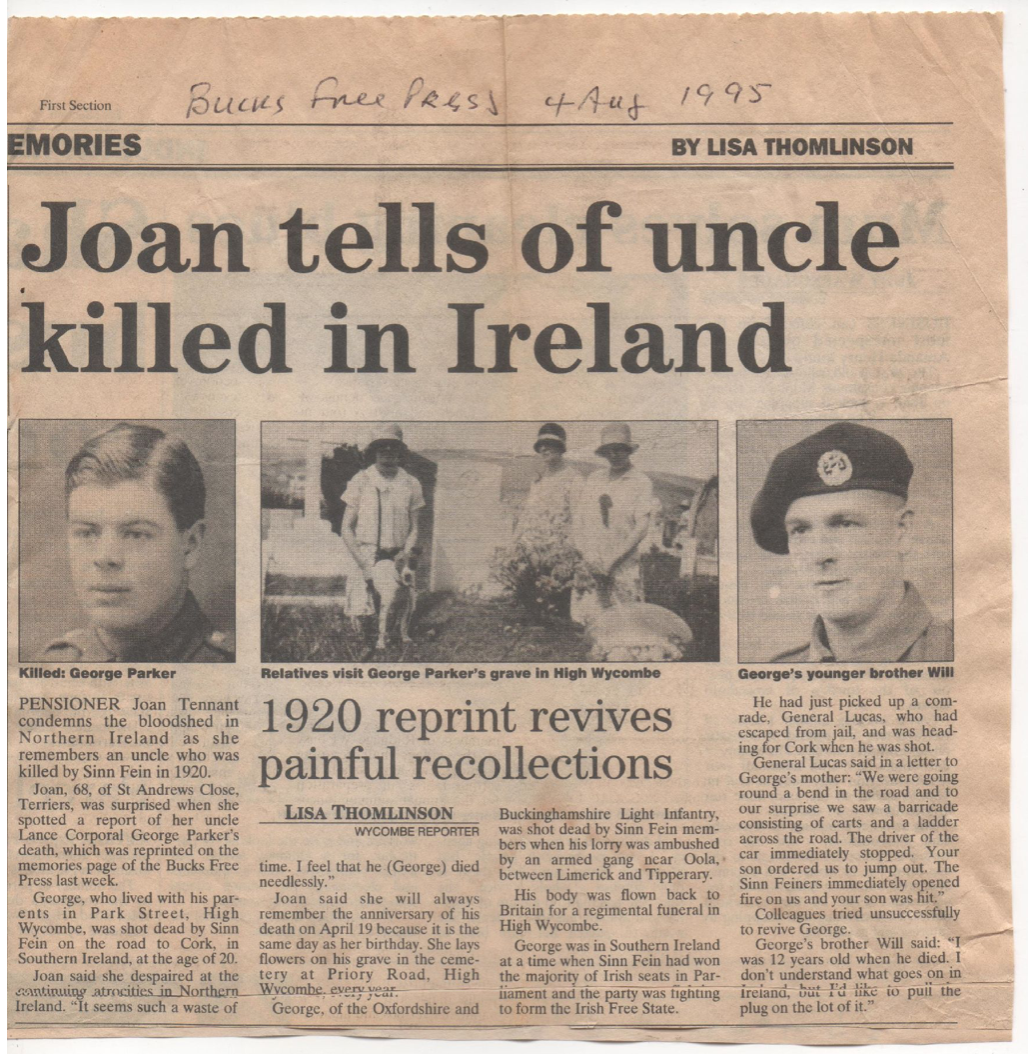 First Section
Bucks Free Press 4 Aug 1995
EMORIES
BY LISA THOMLINSON
Joan tells of uncle
killed in Ireland
Killed: George Parker
Relatives visit George Parker's grave in High Wycombe
George's younger brother Will
PENSIONER Joan Tennant
condemns the bloodshed in
Northern Ireland as she
remembers an uncle who was
killed by Sinn Fein in 1920.
Joan, 68, of St Andrews Close,
Terriers, was surprised when she
spotted a report of her uncle
Lance Corporal George Parker's
death, which was reprinted on the
memories page of the Bucks Free
Press last week.
George, who lived with his par-
ents in Park Street, High
Wycombe, was shot dead by Sinn
Fein on the road to Cork, in
Southern Ireland, at the age of 20.
Joan said she despaired at the
continuing atrocities in Northern
Ireland. "It seems such a waste of
1920 reprint revives
painful recollections
LISA THOMLINSON
WYCOMBE REPORTER
time. I feel that he (George) died
needlessly."
Joan said she will always
remember the anniversary of his
death on April 19 because it is the
same day as her birthday. She lays
flowers on his grave in the ceme-
tery at Priory Road, High
Wycombe, every year.
George, of the Oxfordshire and
Buckinghamshire Light Infantry,
was shot dead by Sinn Fein mem-
bers when his lorry was ambushed
by an armed gang near Oola,
between Limerick and Tipperary.
His body was flown back to
Britain for a regimental funeral in
High Wycombe.
George was in Southern Ireland
at a time when Sinn Fein had won
the majority of Irish seats in Par-
liament and the party was fighting
to form the Irish Free State.
He had just picked up a com-
rade, General Lucas, who had
escaped from jail, and was head-
ing for Cork when he was shot.
General Lucas said in a letter to
George's mother: "We were going
round a bend in the road and to
our surprise we saw a barricade
consisting of carts and a ladder
across the road. The driver of the
car immediately stopped. Your
son ordered us to jump out. The
Sinn Feiners immediately opened
fire on us and your son was hit."
Colleagues tried unsuccessfully
to revive George.
George's brother Will said: "I
was 12 years old when he died. I
don't understand what goes on in
Ireland, but I'd like to pull the
plug on the lot of it."